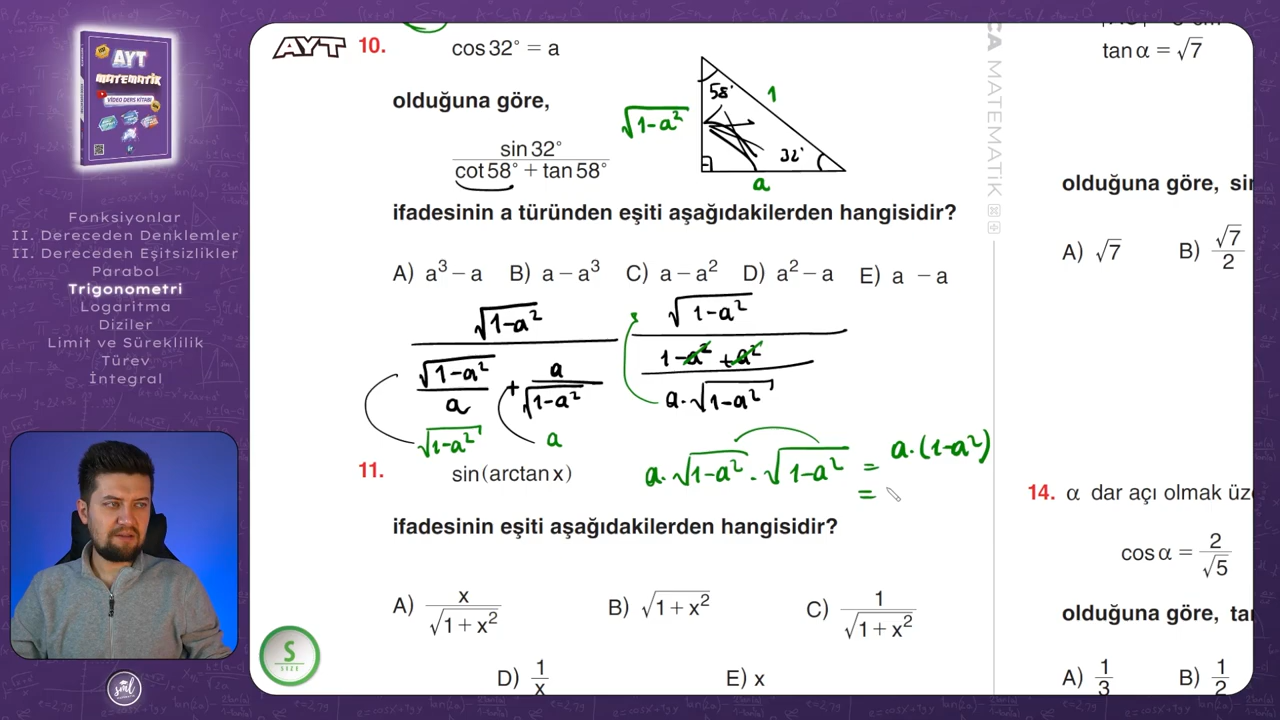 AYT
MATEMATİK
VİDEO DERS KİTABI
Fonksiyonlar
II. Dereceden Denklemler
II. Dereceden Eşitsizlikler
Parabol
Trigonometri
Logaritma
Diziler
Limit ve Süreklilik
Türev
İntegral
AYT 10. cos 32° = a
olduğuna göre,
sin 32°
cot 58° + tan 58°
58°
1
√1-a²
32°
a
ifadesinin a türünden eşiti aşağıdakilerden hangisidir?
A) a³ – a B) a – a³ C) a – a² D) a² – a E) a – a
√1-a²
√1-a²
a
+
a
√1-a²
√1-a²
a
√1-a²
1-a²+a²
a·√1-a²
a·√1-a² · √1-a² = a·(1-a²)
=
11. sin(arctan x)
ifadesinin eşiti aşağıdakilerden hangisidir?
A) x/√1 + x² B) √1 + x² C) 1/√1 + x²
D) 1/x E) x
S
SIZE
sml
CA MATEMATİK
tan α = √7
olduğuna göre, sin
A) √7 B) √7/2
14. α dar açı olmak üz
cos α = 2/√5
olduğuna göre, ta
A) 1/3 B) 1/2